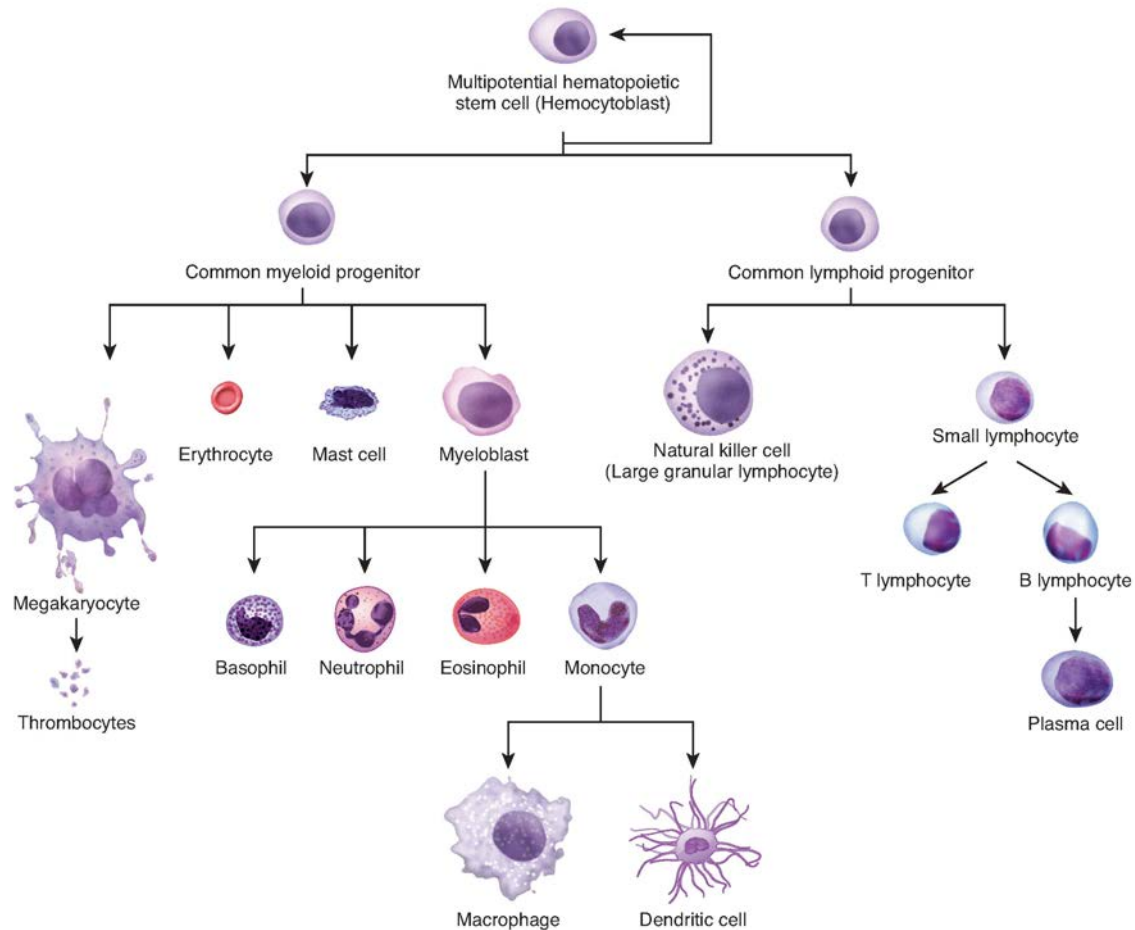 Multipotential hematopoietic
stem cell (Hemocytoblast)
Common myeloid progenitor
Common lymphoid progenitor
Erythrocyte
Mast cell
Myeloblast
Natural killer cell
(Large granular lymphocyte)
Small lymphocyte
Megakaryocyte
T lymphocyte
B lymphocyte
Basophil
Neutrophil
Eosinophil
Monocyte
Thrombocytes
Plasma cell
Macrophage
Dendritic cell